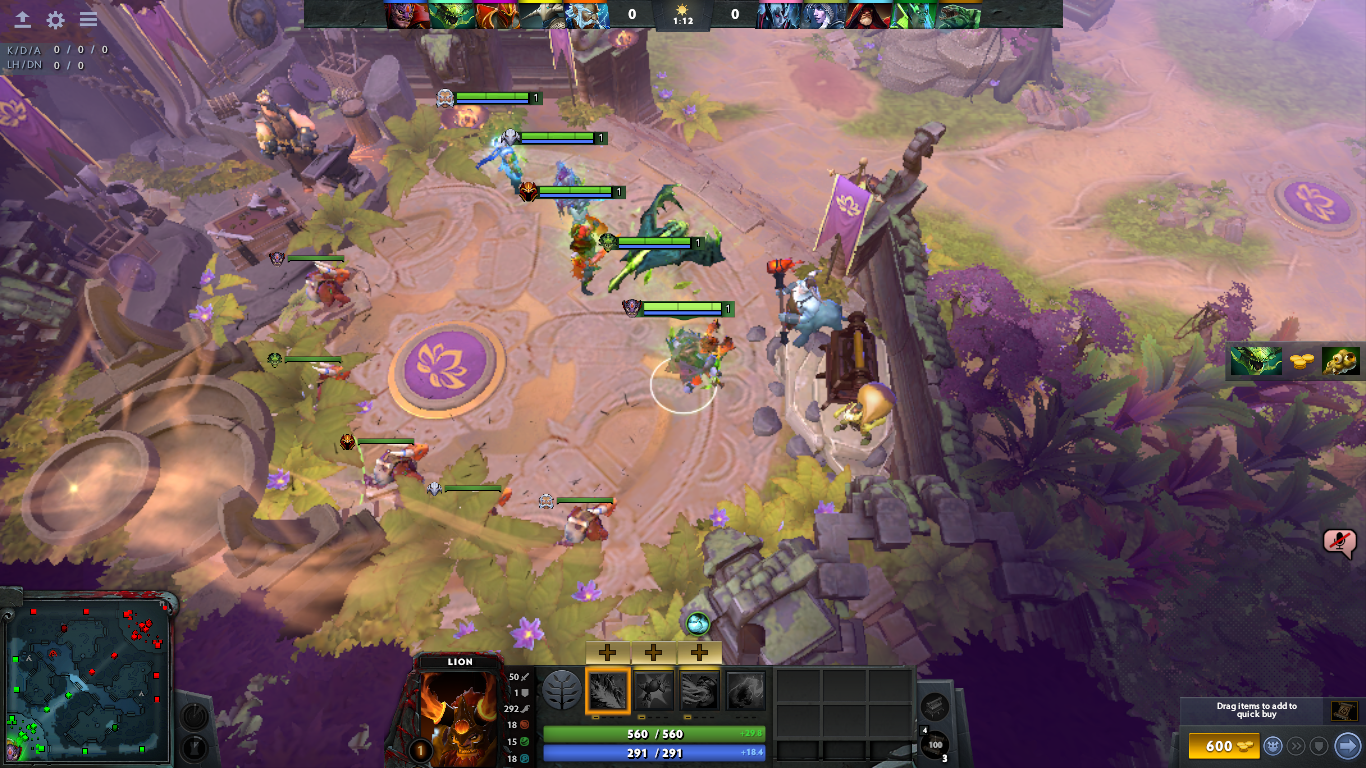 0 1:12 0
K/D/A 0 / 0 / 0
LH/DN 0 / 0
1
1
1
1
1
LION
50
1
292
18
15
18
1
560 / 560 +29.8
291 / 291 +18.4
4
100
3
Drag items to add to
quick buy
600